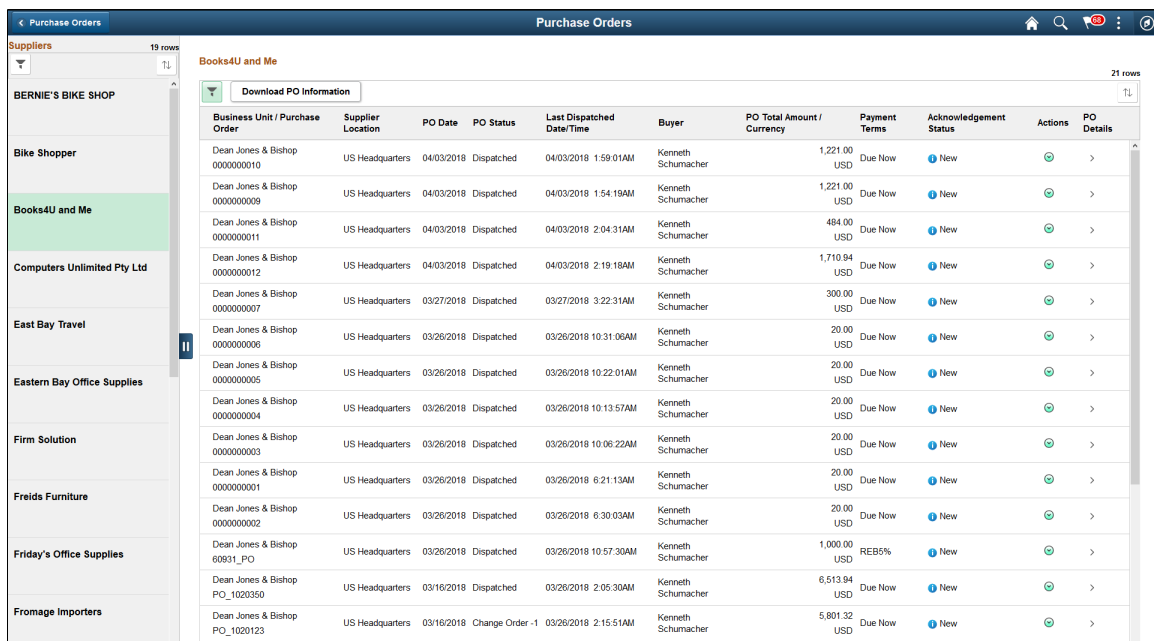 Purchase Orders
Purchase Orders
68
Suppliers
19 rows
BERNIE'S BIKE SHOP
Bike Shopper
Books4U and Me
Computers Unlimited Pty Ltd
East Bay Travel
Eastern Bay Office Supplies
Firm Solution
Freids Furniture
Friday's Office Supplies
Fromage Importers
Books4U and Me
21 rows
Download PO Information
Business Unit / Purchase Order Supplier Location PO Date PO Status Last Dispatched Date/Time Buyer PO Total Amount / Currency Payment Terms Acknowledgement Status Actions PO Details
Dean Jones & Bishop 0000000010 US Headquarters 04/03/2018 Dispatched 04/03/2018 1:59:01AM Kenneth Schumacher 1,221.00 USD Due Now New
Dean Jones & Bishop 0000000009 US Headquarters 04/03/2018 Dispatched 04/03/2018 1:54:19AM Kenneth Schumacher 1,221.00 USD Due Now New
Dean Jones & Bishop 0000000011 US Headquarters 04/03/2018 Dispatched 04/03/2018 2:04:31AM Kenneth Schumacher 484.00 USD Due Now New
Dean Jones & Bishop 0000000012 US Headquarters 04/03/2018 Dispatched 04/03/2018 2:19:18AM Kenneth Schumacher 1,710.94 USD Due Now New
Dean Jones & Bishop 0000000007 US Headquarters 03/27/2018 Dispatched 03/27/2018 3:22:31AM Kenneth Schumacher 300.00 USD Due Now New
Dean Jones & Bishop 0000000006 US Headquarters 03/26/2018 Dispatched 03/26/2018 10:31:06AM Kenneth Schumacher 20.00 USD Due Now New
Dean Jones & Bishop 0000000005 US Headquarters 03/26/2018 Dispatched 03/26/2018 10:22:01AM Kenneth Schumacher 20.00 USD Due Now New
Dean Jones & Bishop 0000000004 US Headquarters 03/26/2018 Dispatched 03/26/2018 10:13:57AM Kenneth Schumacher 20.00 USD Due Now New
Dean Jones & Bishop 0000000003 US Headquarters 03/26/2018 Dispatched 03/26/2018 10:06:22AM Kenneth Schumacher 20.00 USD Due Now New
Dean Jones & Bishop 0000000001 US Headquarters 03/26/2018 Dispatched 03/26/2018 6:21:13AM Kenneth Schumacher 20.00 USD Due Now New
Dean Jones & Bishop 0000000002 US Headquarters 03/26/2018 Dispatched 03/26/2018 6:30:03AM Kenneth Schumacher 20.00 USD Due Now New
Dean Jones & Bishop 60931_PO US Headquarters 03/26/2018 Dispatched 03/26/2018 10:57:30AM Kenneth Schumacher 1,000.00 USD REB5% New
Dean Jones & Bishop PO_1020350 US Headquarters 03/16/2018 Dispatched 03/26/2018 2:05:30AM Kenneth Schumacher 6,513.94 USD Due Now New
Dean Jones & Bishop PO_1020123 US Headquarters 03/16/2018 Change Order -1 03/26/2018 2:15:51AM Kenneth Schumacher 5,801.32 USD Due Now New